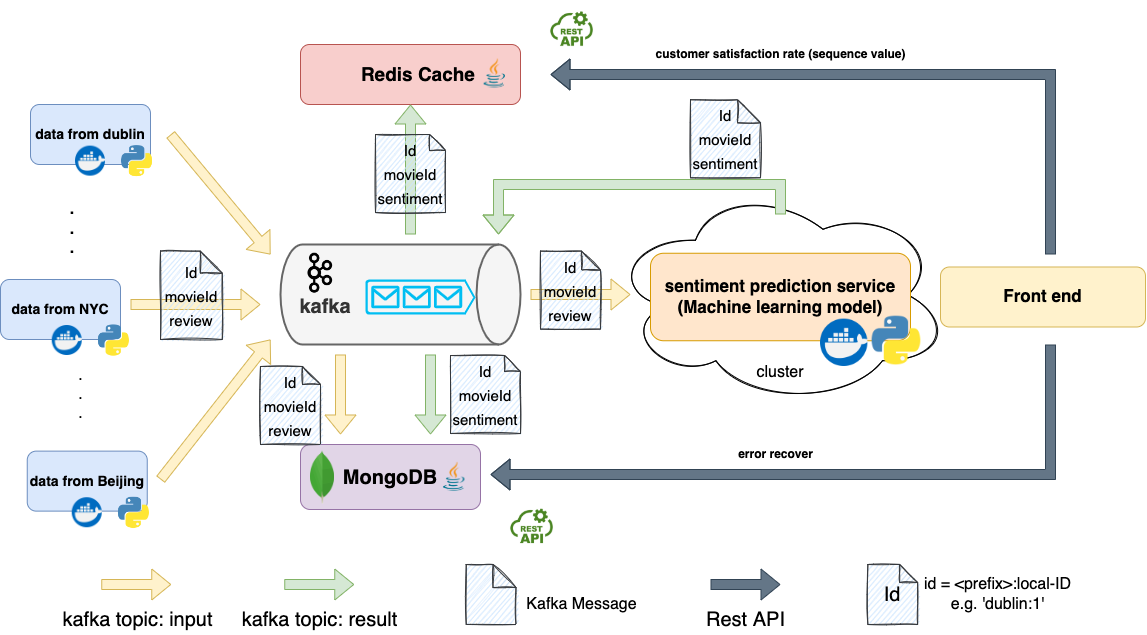 REST
API
customer satisfaction rate (sequence value)
Redis Cache
Id
movieId
sentiment
data from dublin
Id
movieId
sentiment
.
.
.
Id
movieId
review
kafka
Id
movieId
review
sentiment prediction service
(Machine learning model)
Front end
data from NYC
cluster
.
.
.
Id
movieId
review
Id
movieId
sentiment
error recover
MongoDB
data from Beijing
REST
API
kafka topic: input
kafka topic: result
Kafka Message
Rest API
Id
id = <prefix>:local-ID
e.g. 'dublin:1'